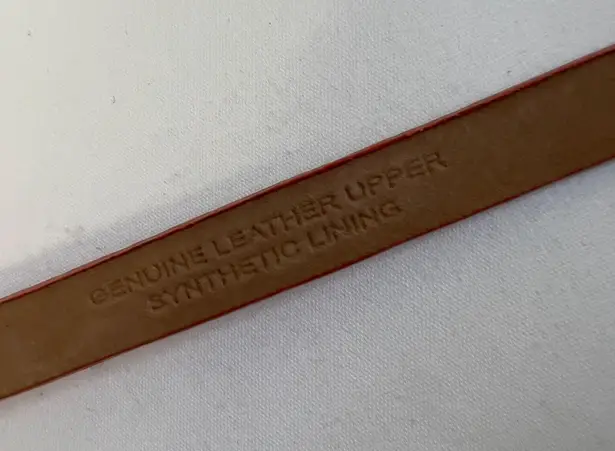 GENUINE LEATHER UPPER
SYNTHETIC LINING